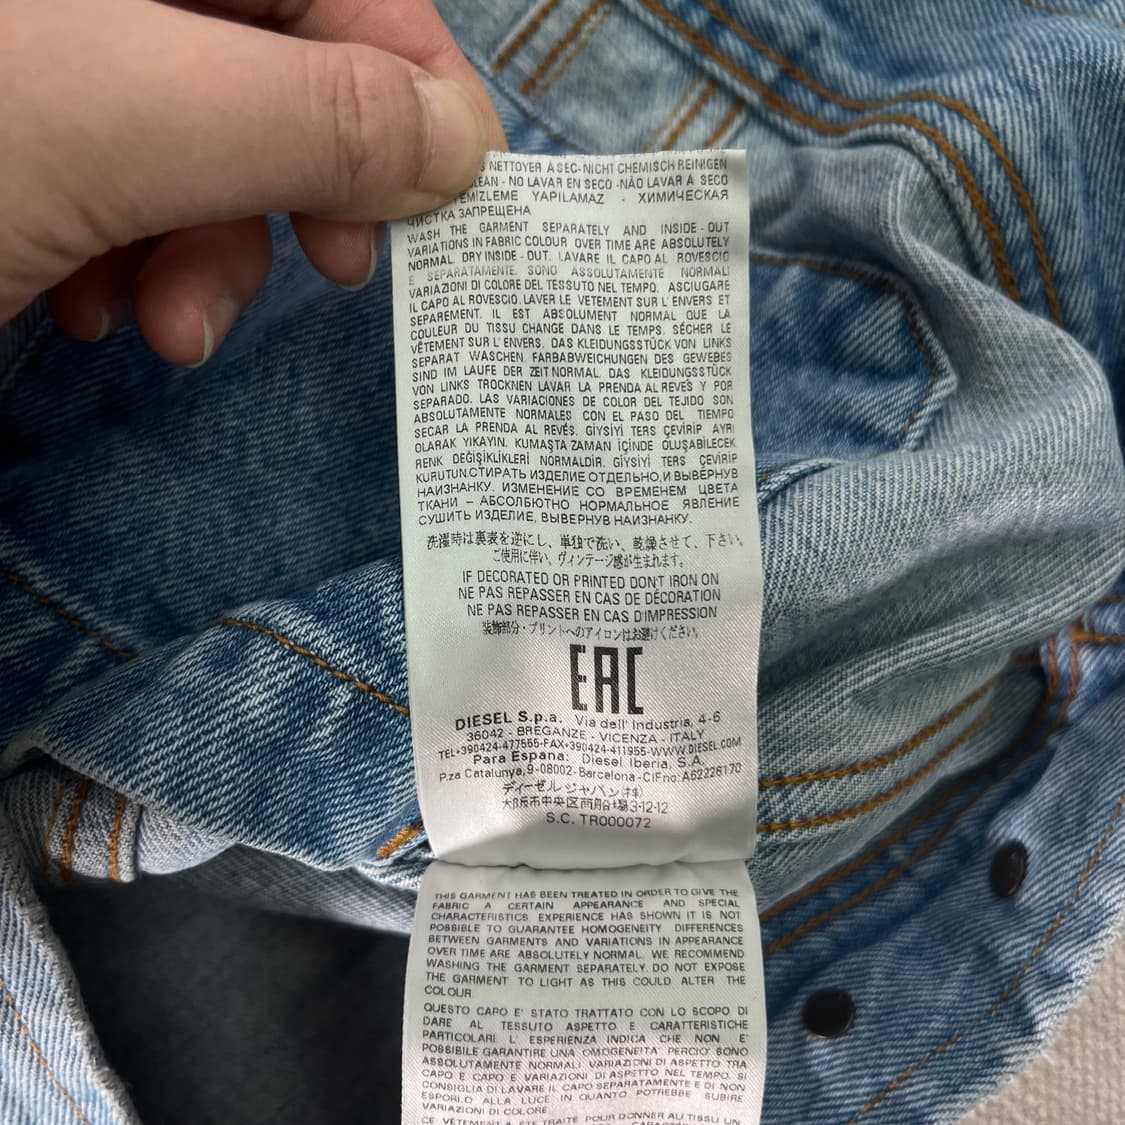 NETTOYER A SEC-NICHT CHEMISCH REINIGEN
- NO LAVAR EN SECO -NÃO LAVAR A SECO
YAPILAMAZ - ХИМИЧЕСКАЯ
ЧИСТКА ЗАПРЕЩЕНА
WASH THE GARMENT SEPARATELY AND INSIDE-OUT
VARIATIONS IN FABRIC COLOUR OVER TIME ARE ABSOLUTELY
NORMAL. DRY INSIDE-OUT. LAVARE IL CAPO AL ROVESCIO
E SEPARATAMENTE. SONO ASSOLUTAMENTE NORMALI
VARIAZIONI DI COLORE DEL TESSUTO NEL TEMPO. ASCIUGARE
IL CAPO AL ROVESCIO. LAVER LE VETEMENT SUR L' ENVERS ET
SEPAREMENT. IL EST ABSOLUMENT NORMAL QUE LA
COULEUR DU TISSU CHANGE DANS LE TEMPS. SÉCHER LE
VÊTEMENT SUR L' ENVERS. DAS KLEIDUNGSSTÜCK VON LINKS
SEPARAT WASCHEN. FARBABWEICHUNGEN DES GEWEBES
SIND IM LAUFE DER ZEIT NORMAL. DAS KLEIDUNGSSTÜCK
VON LINKS TROCKNEN LAVAR LA PRENDA AL REVÉS Y POR
SEPARADO. LAS VARIACIONES DE COLOR DEL TEJIDO SON
ABSOLUTAMENTE NORMALES CON EL PASO DEL TIEMPO
SECAR LA PRENDA AL REVÉS. GİYSİYİ TERS ÇEVİRİP AYRI
OLARAK YIKAYIN. KUMAŞTA ZAMAN İÇİNDE OLUŞABİLECEK
RENK DEĞİŞİKLİKLERİ NORMALDİR. GİYSİYİ TERS ÇEVİRİP
KURUTUN.СТИРАТЬ ИЗДЕЛИЕ ОТДЕЛЬНО,И ВЫВЕРНУВ
НАИЗНАНКУ. ИЗМЕНЕНИЕ СО ВРЕМЕНЕМ ЦВЕТА
ТКАНИ – АБСОЛЮТНО НОРМАЛЬНОЕ ЯВЛЕНИЕ
СУШИТЬ ИЗДЕЛИЕ, ВЫВЕРНУВ НАИЗНАНКУ.
洗濯時は裏表を逆にし、単独で洗い、乾燥させて、下さい。
ご使用に伴い、ヴィンテージ感が生まれます。
IF DECORATED OR PRINTED DON'T IRON ON
NE PAS REPASSER EN CAS DE DÉCORATION
NE PAS REPASSER EN CAS D'IMPRESSION
装飾部分・プリントへのアイロンはお避けください。
EAC
DIESEL S.p.a. Via dell' Industria, 4-6
36042 - BREGANZE - VICENZA - ITALY
TEL+390424-477555-FAX+390424-411955-WWW.DIESEL.COM
Para Espana: Diesel Iberia, S.A.
P.za Catalunya,9-08002-Barcelona-CIFno:A62226170
ディーゼル ジャパン(株)
大阪市中央区南船場3-12-12
S.C. TR000072
THIS GARMENT HAS BEEN TREATED IN ORDER TO GIVE THE
FABRIC A CERTAIN APPEARANCE AND SPECIAL
CHARACTERISTICS. EXPERIENCE HAS SHOWN IT IS NOT
POSSIBLE TO GUARANTEE HOMOGENEITY. DIFFERENCES
BETWEEN GARMENTS AND VARIATIONS IN APPEARANCE
OVER TIME ARE ABSOLUTELY NORMAL. WE RECOMMEND
WASHING THE GARMENT SEPARATELY. DO NOT EXPOSE
THE GARMENT TO LIGHT AS THIS COULD ALTER THE
COLOUR
QUESTO CAPO E' STATO TRATTATO CON LO SCOPO DI
DARE AL TESSUTO ASPETTO E CARATTERISTICHE
PARTICOLARI. L' ESPERIENZA INDICA CHE NON E'
POSSIBILE GARANTIRE UNA OMOGENEITA'. PERCIO' SONO
ASSOLUTAMENTE NORMALI VARIAZIONI DI ASPETTO TRA
CAPO E CAPO E VARIAZIONI DI ASPETTO NEL TEMPO. SI
CONSIGLIA DI LAVARE IL CAPO SEPARATAMENTE E DI NON
ESPORLO ALLA LUCE IN QUANTO POTREBBE SUBIRE
VARIAZIONI DI COLORE
CE VETEMENT A ÉTE TRAITÉ POUR DONNER AU TISSU UN